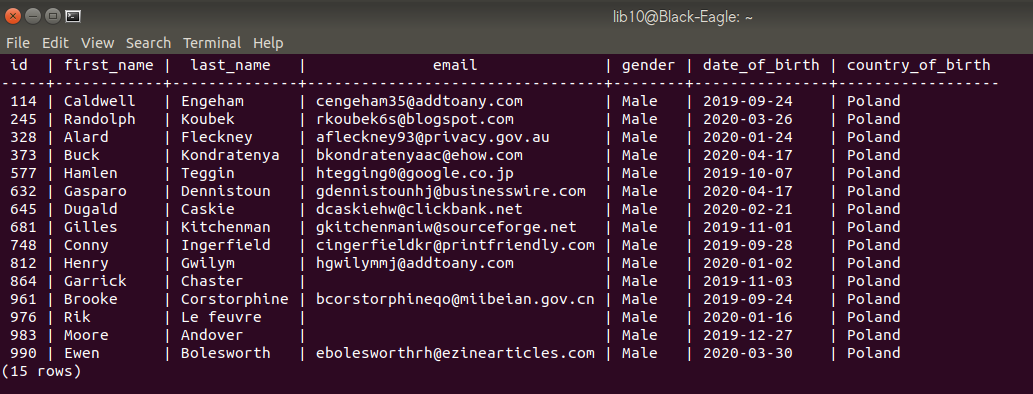 lib10@Black-Eagle: ~
File Edit View Search Terminal Help
 id  | first_name |  last_name   |              email               | gender | date_of_birth | country_of_birth
-----+------------+--------------+----------------------------------+--------+---------------+------------------
 114 | Caldwell   | Engeham      | cengeham35@addtoany.com          | Male   | 2019-09-24    | Poland
 245 | Randolph   | Koubek       | rkoubek6s@blogspot.com           | Male   | 2020-03-26    | Poland
 328 | Alard      | Fleckney     | afleckney93@privacy.gov.au       | Male   | 2020-01-24    | Poland
 373 | Buck       | Kondratenya  | bkondratenyaac@ehow.com          | Male   | 2020-04-17    | Poland
 577 | Hamlen     | Teggin       | htegging0@google.co.jp           | Male   | 2019-10-07    | Poland
 632 | Gasparo    | Dennistoun   | gdennistounhj@businesswire.com   | Male   | 2020-04-17    | Poland
 645 | Dugald     | Caskie       | dcaskiehw@clickbank.net          | Male   | 2020-02-21    | Poland
 681 | Gilles     | Kitchenman   | gkitchenmaniw@sourceforge.net    | Male   | 2019-11-01    | Poland
 748 | Conny      | Ingerfield   | cingerfieldkr@printfriendly.com | Male   | 2019-09-28    | Poland
 812 | Henry      | Gwilym       | hgwilymmj@addtoany.com           | Male   | 2020-01-02    | Poland
 864 | Garrick    | Chaster      |                                  | Male   | 2019-11-03    | Poland
 961 | Brooke     | Corstorphine | bcorstorphineqo@miibeian.gov.cn | Male   | 2019-09-24    | Poland
 976 | Rik        | Le feuvre    |                                  | Male   | 2020-01-16    | Poland
 983 | Moore      | Andover      |                                  | Male   | 2019-12-27    | Poland
 990 | Ewen       | Bolesworth   | ebolesworthrh@ezinearticles.com | Male   | 2020-03-30    | Poland
(15 rows)